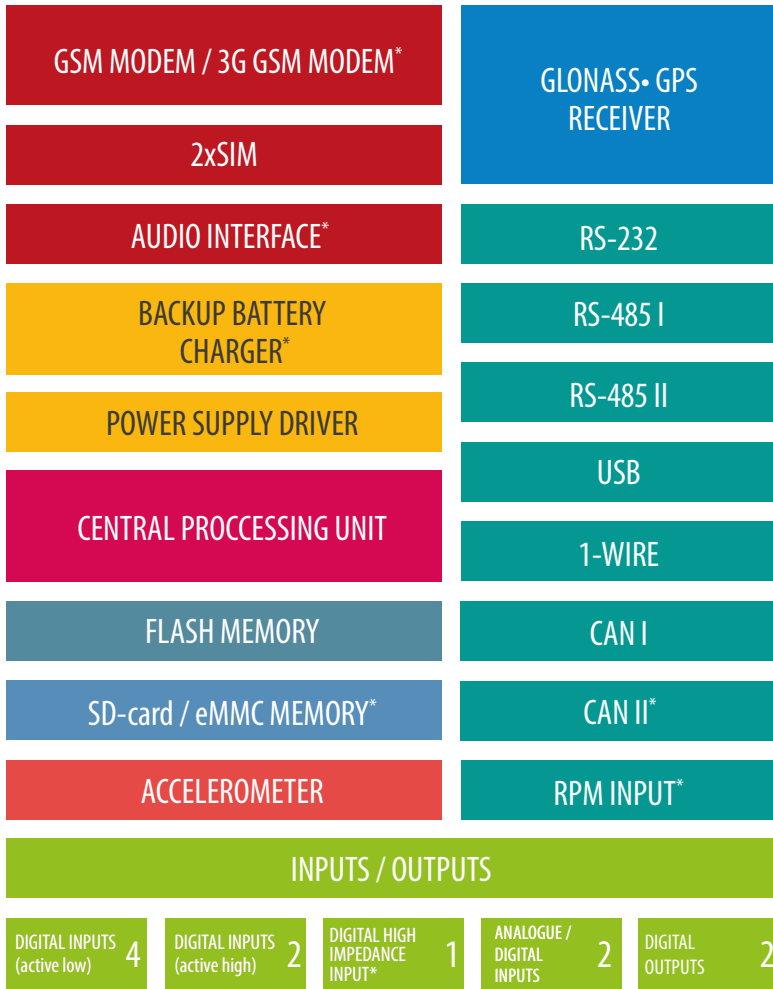 GSM MODEM / 3G GSM MODEM*
2xSIM
AUDIO INTERFACE*
BACKUP BATTERY
CHARGER*
POWER SUPPLY DRIVER
CENTRAL PROCCESSING UNIT
FLASH MEMORY
SD-card / eMMC MEMORY*
ACCELEROMETER
GLONASS• GPS
RECEIVER
RS-232
RS-485 I
RS-485 II
USB
1-WIRE
CAN I
CAN II*
RPM INPUT*
INPUTS / OUTPUTS
DIGITAL INPUTS
(active low)
4
DIGITAL INPUTS
(active high)
2
DIGITAL HIGH
IMPEDANCE
INPUT*
1
ANALOGUE /
DIGITAL
INPUTS
2
DIGITAL
OUTPUTS
2